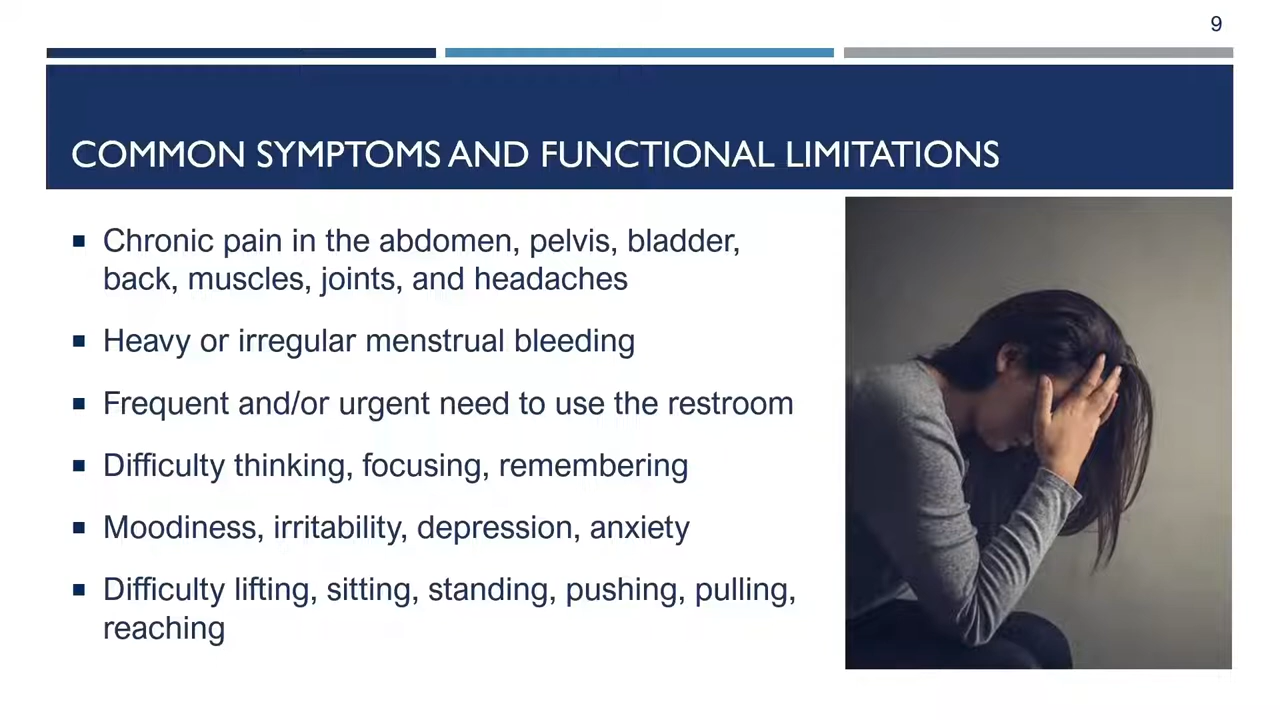 9
COMMON SYMPTOMS AND FUNCTIONAL LIMITATIONS
Chronic pain in the abdomen, pelvis, bladder,
back, muscles, joints, and headaches
Heavy or irregular menstrual bleeding
Frequent and/or urgent need to use the restroom
Difficulty thinking, focusing, remembering
Moodiness, irritability, depression, anxiety
Difficulty lifting, sitting, standing, pushing, pulling,
reaching